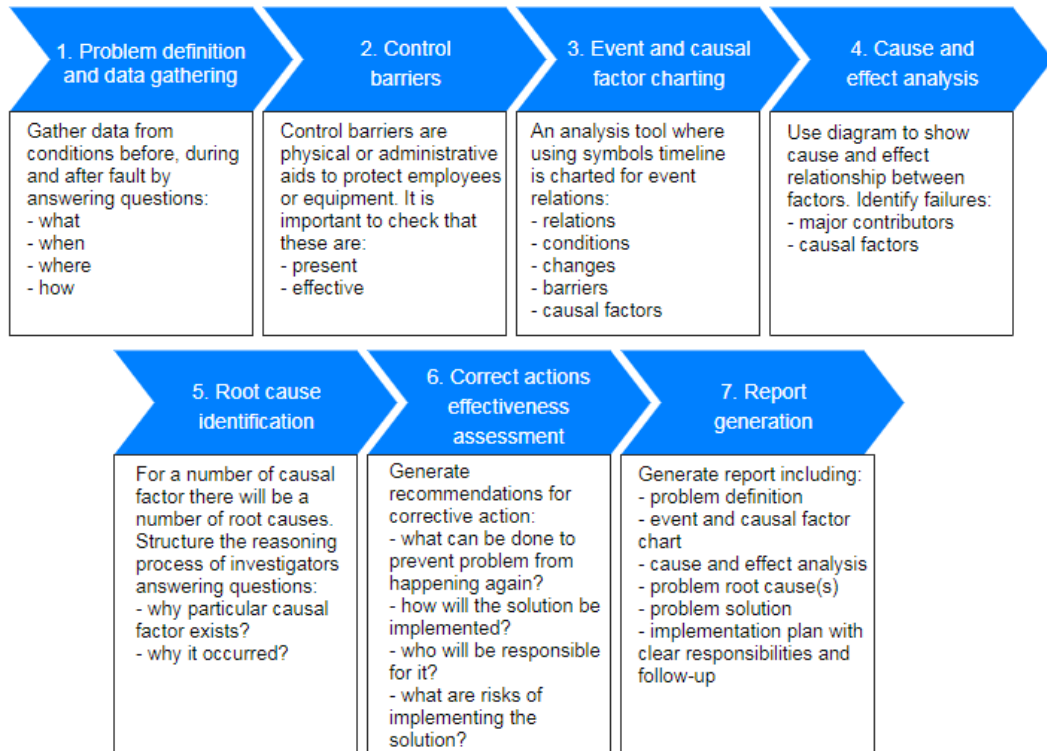 1. Problem definition
and data gathering
Gather data from
conditions before, during
and after fault by
answering questions:
- what
- when
- where
- how
2. Control
barriers
Control barriers are
physical or administrative
aids to protect employees
or equipment. It is
important to check that
these are:
- present
- effective
3. Event and causal
factor charting
An analysis tool where
using symbols timeline
is charted for event
relations:
- relations
- conditions
- changes
- barriers
- causal factors
4. Cause and
effect analysis
Use diagram to show
cause and effect
relationship between
factors. Identify failures:
- major contributors
- causal factors
5. Root cause
identification
For a number of causal
factor there will be a
number of root causes.
Structure the reasoning
process of investigators
answering questions:
- why particular causal
factor exists?
- why it occurred?
6. Correct actions
effectiveness
assessment
Generate
recommendations for
corrective action:
- what can be done to
prevent problem from
happening again?
- how will the solution be
implemented?
- who will be responsible
for it?
- what are risks of
implementing the
solution?
7. Report
generation
Generate report including:
- problem definition
- event and causal factor
chart
- cause and effect analysis
- problem root cause(s)
- problem solution
- implementation plan with
clear responsibilities and
follow-up